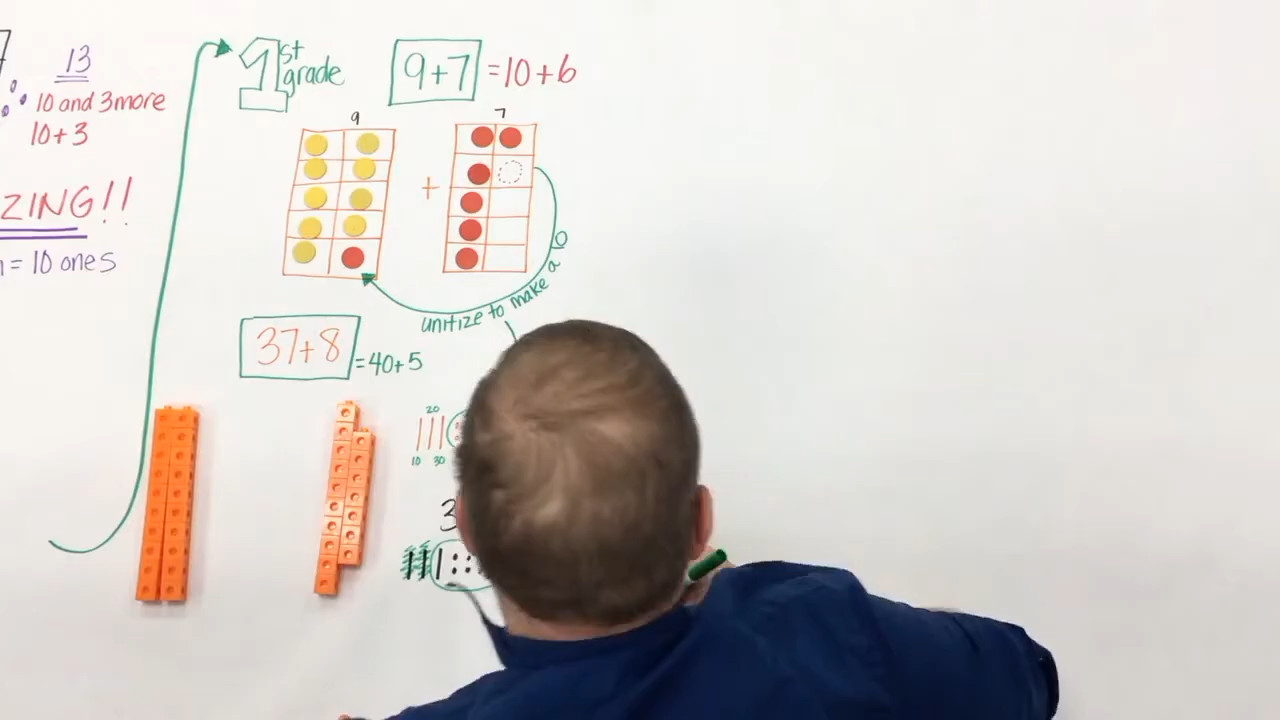 13
10 and 3 more
10+3
ZING!!
= 10 ones
1st grade
9+7 =10+6
9
7
+
unitize to make a 10
37+8 =40+5
20
10 30
3